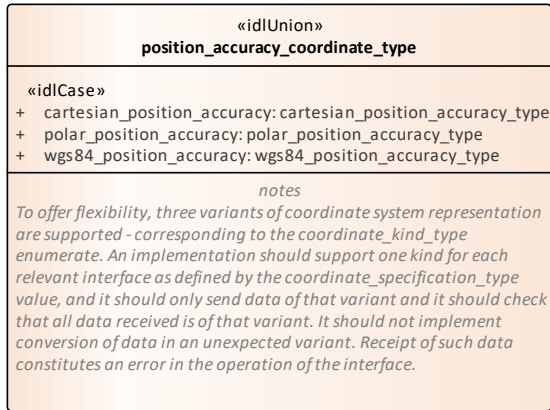 «idlUnion»
position_accuracy_coordinate_type
«idlCase»
+ cartesian_position_accuracy: cartesian_position_accuracy_type
+ polar_position_accuracy: polar_position_accuracy_type
+ wgs84_position_accuracy: wgs84_position_accuracy_type
notes
To offer flexibility, three variants of coordinate system representation
are supported - corresponding to the coordinate_kind_type
enumerate. An implementation should support one kind for each
relevant interface as defined by the coordinate_specification_type
value, and it should only send data of that variant and it should check
that all data received is of that variant. It should not implement
conversion of data in an unexpected variant. Receipt of such data
constitutes an error in the operation of the interface.